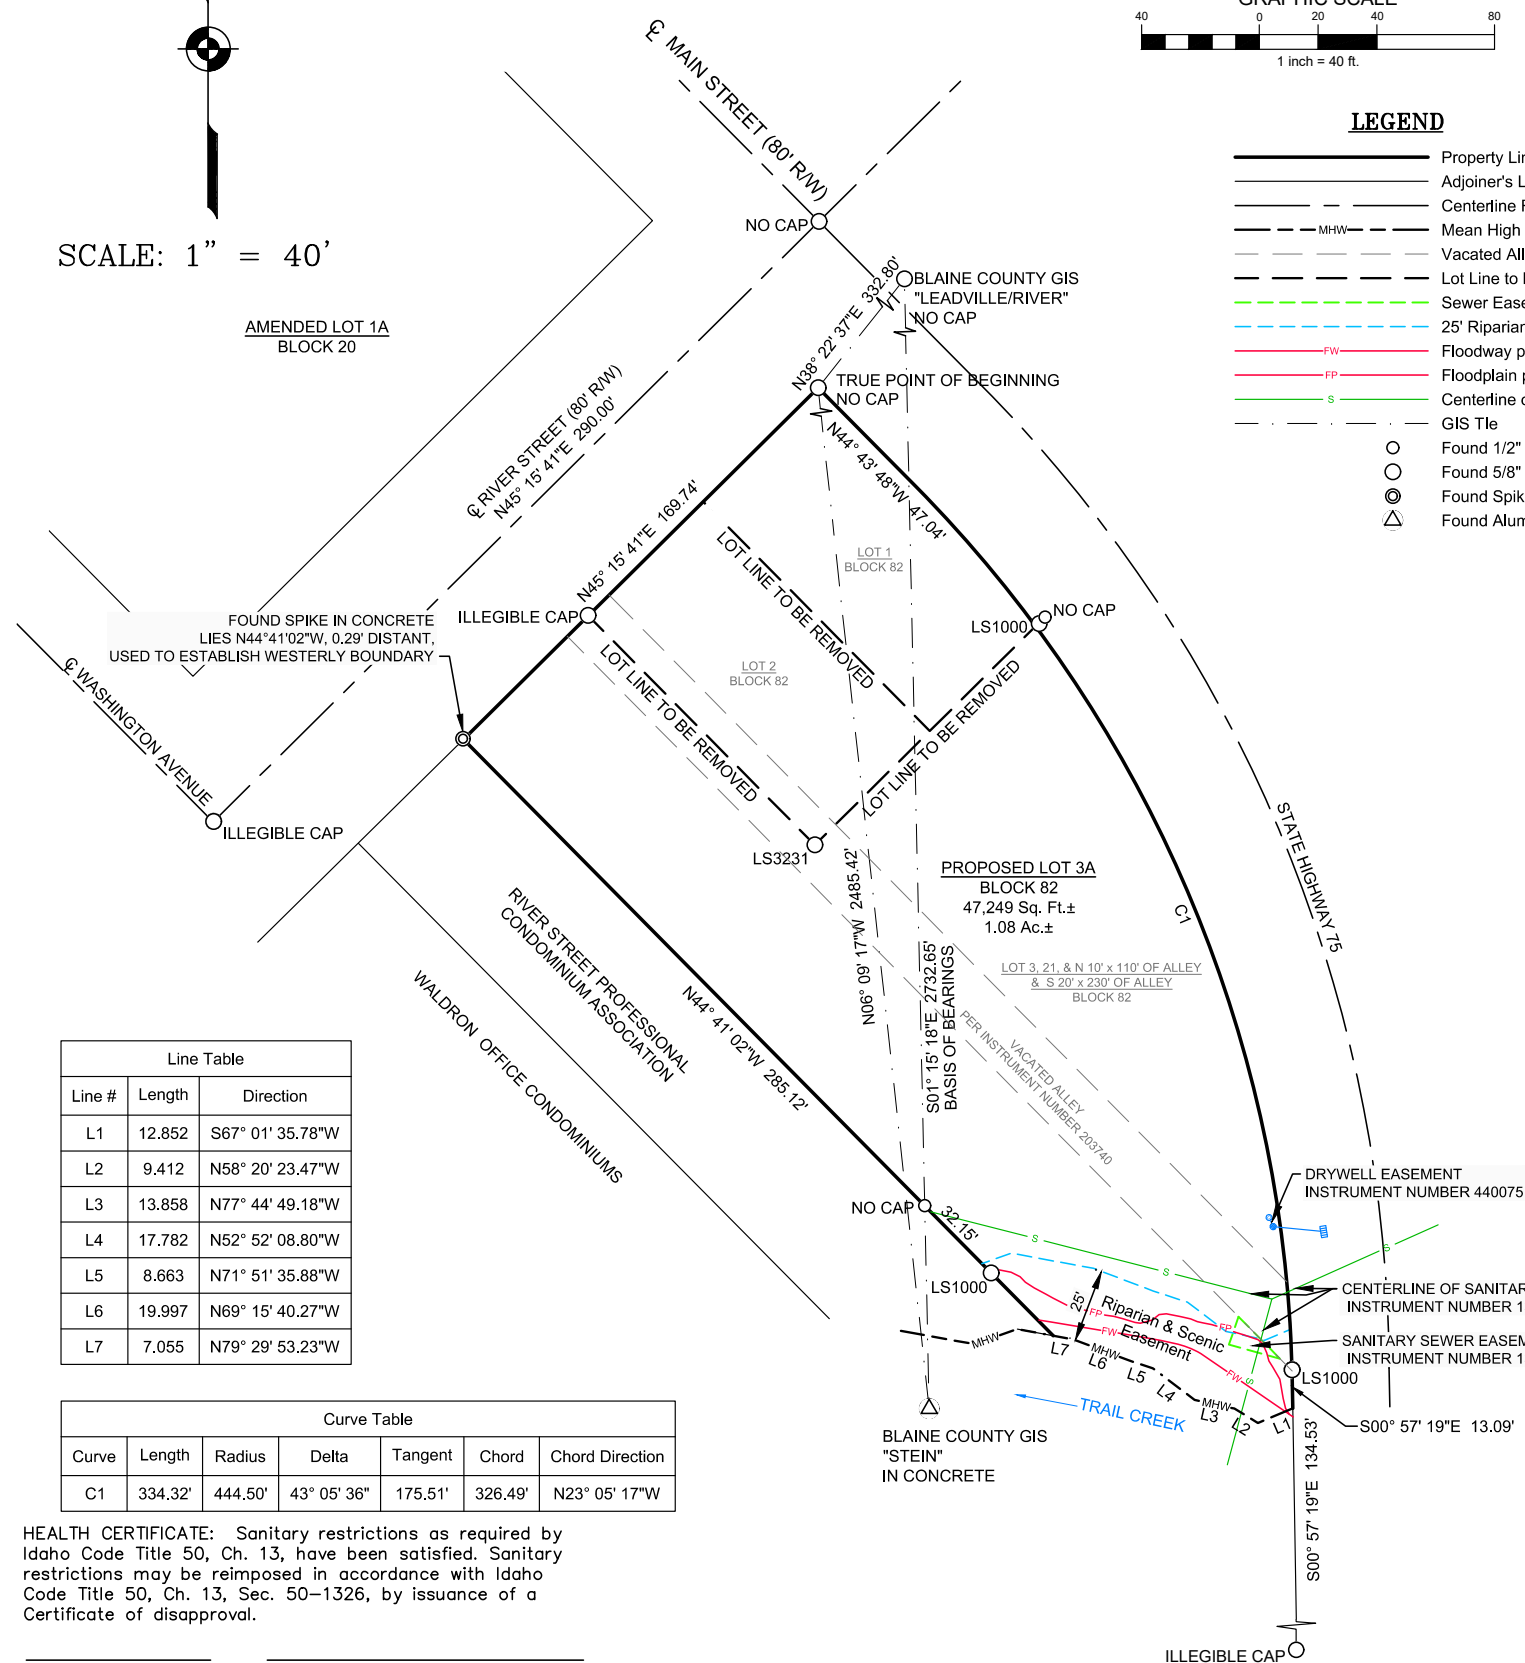 GRAPHIC SCALE
40 0 20 40 80
1 inch = 40 ft.
LEGEND
Property Lin
Adjoiner's L
Centerline
MHW Mean High
Vacated All
Lot Line to
Sewer Ease
25' Riparian
FW Floodway p
FP Floodplain p
S Centerline
GIS Tie
Found 1/2"
Found 5/8"
Found Spik
Found Alum
SCALE: 1" = 40'
℄ MAIN STREET (80' R/W)
NO CAP
BLAINE COUNTY GIS
"LEADVILLE/RIVER"
NO CAP
N38° 22' 37"E 332.80'
AMENDED LOT 1A
BLOCK 20
TRUE POINT OF BEGINNING
NO CAP
℄ RIVER STREET (80' R/W)
N45° 15' 41"E 290.00'
N45° 15' 41"E 169.74'
N44° 43' 48"W 47.04'
LOT 1
BLOCK 82
LOT LINE TO BE REMOVED
FOUND SPIKE IN CONCRETE
LIES N44°41'02"W, 0.29' DISTANT,
USED TO ESTABLISH WESTERLY BOUNDARY
ILLEGIBLE CAP
LS1000
NO CAP
LOT 2
BLOCK 82
LOT LINE TO BE REMOVED
LOT LINE TO BE REMOVED
℄ WASHINGTON AVENUE
ILLEGIBLE CAP
LS3231
STATE HIGHWAY 75
PROPOSED LOT 3A
BLOCK 82
47,249 Sq. Ft.±
1.08 Ac.±
C1
N06° 09' 17"W 2485.42'
S01° 15' 18"E 2732.65'
BASIS OF BEARINGS
LOT 3, 21, & N 10' x 110' OF ALLEY
& S 20' x 230' OF ALLEY
BLOCK 82
RIVER STREET PROFESSIONAL
CONDOMINIUM ASSOCIATION
WALDRON OFFICE CONDOMINIUMS
N44° 41' 02"W 285.12'
VACATED ALLEY
PER INSTRUMENT NUMBER 203740
Line Table
Line # Length Direction
L1 12.852 S67° 01' 35.78"W
L2 9.412 N58° 20' 23.47"W
L3 13.858 N77° 44' 49.18"W
L4 17.782 N52° 52' 08.80"W
L5 8.663 N71° 51' 35.88"W
L6 19.997 N69° 15' 40.27"W
L7 7.055 N79° 29' 53.23"W
DRYWELL EASEMENT
INSTRUMENT NUMBER 440075
NO CAP
32.15'
S
S
S
LS1000
CENTERLINE OF SANITAR
INSTRUMENT NUMBER 1
25'
Riparian & Scenic
Easement
FP
FP
FW
FW
SANITARY SEWER EASEM
INSTRUMENT NUMBER 1
MHW
MHW
MHW
S
L7
L6
L5
L4
L3
L2
L1
LS1000
TRAIL CREEK
S00° 57' 19"E 13.09'
S00° 57' 19"E 134.53'
BLAINE COUNTY GIS
"STEIN"
IN CONCRETE
Curve Table
Curve Length Radius Delta Tangent Chord Chord Direction
C1 334.32' 444.50' 43° 05' 36" 175.51' 326.49' N23° 05' 17"W
HEALTH CERTIFICATE: Sanitary restrictions as required by
Idaho Code Title 50, Ch. 13, have been satisfied. Sanitary
restrictions may be reimposed in accordance with Idaho
Code Title 50, Ch. 13, Sec. 50-1326, by issuance of a
Certificate of disapproval.
ILLEGIBLE CAP